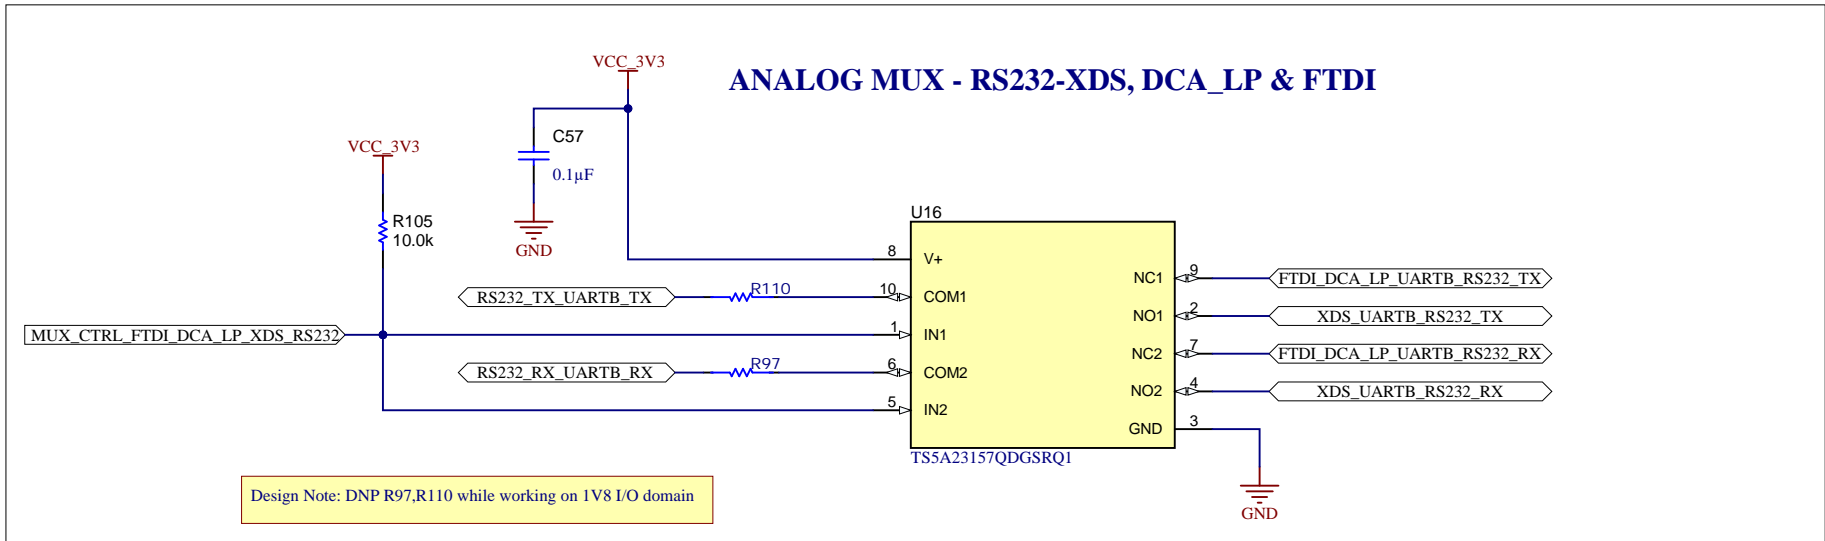 ANALOG MUX - RS232-XDS, DCA_LP & FTDI
VCC_3V3
C57
0.1µF
GND
VCC_3V3
R105
10.0k
MUX_CTRL_FTDI_DCA_LP_XDS_RS232
RS232_TX_UARTB_TX
R110
RS232_RX_UARTB_RX
R97
U16
8
V+
10
COM1
1
IN1
6
COM2
5
IN2
NC1
9
NO1
2
NC2
7
NO2
4
GND
3
TS5A23157QDGSRQ1
FTDI_DCA_LP_UARTB_RS232_TX
XDS_UARTB_RS232_TX
FTDI_DCA_LP_UARTB_RS232_RX
XDS_UARTB_RS232_RX
GND
Design Note: DNP R97,R110 while working on 1V8 I/O domain